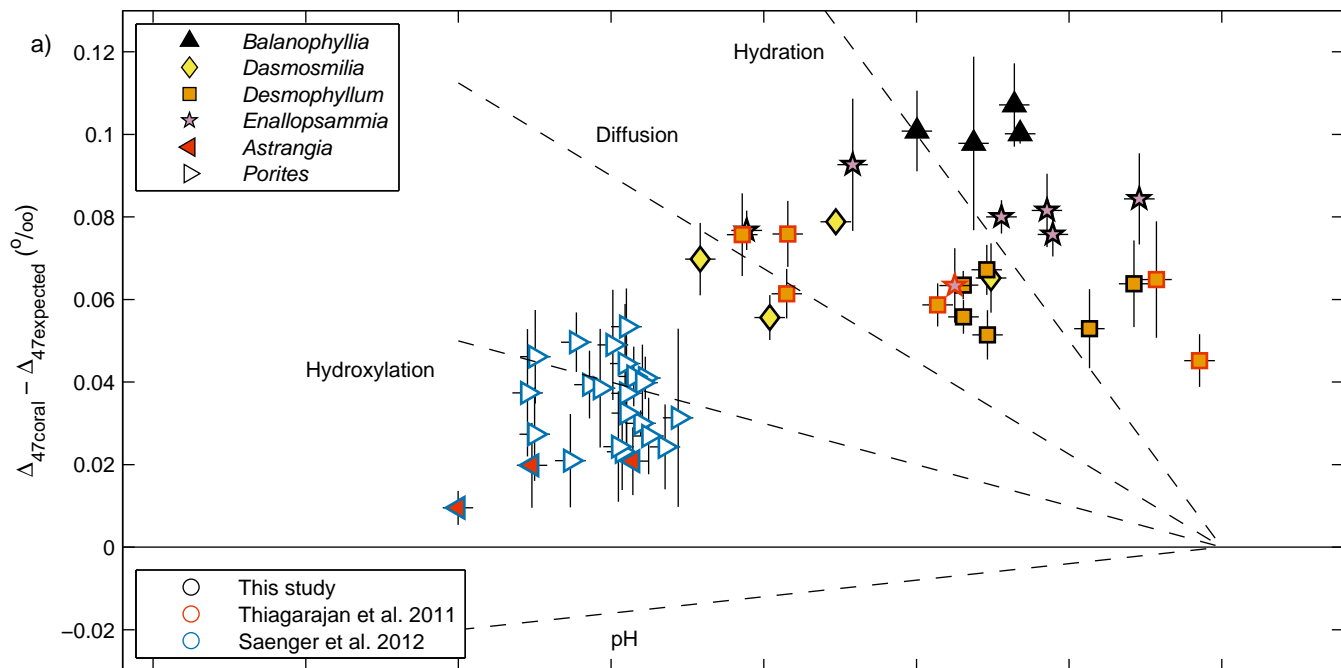 a)
Δ47coral − Δ47expected (o/oo)
0.12
0.1
0.08
0.06
0.04
0.02
0
−0.02
Balanophyllia
Dasmosmilia
Desmophyllum
Enallopsammia
Astrangia
Porites
Hydration
Diffusion
Hydroxylation
pH
This study
Thiagarajan et al. 2011
Saenger et al. 2012